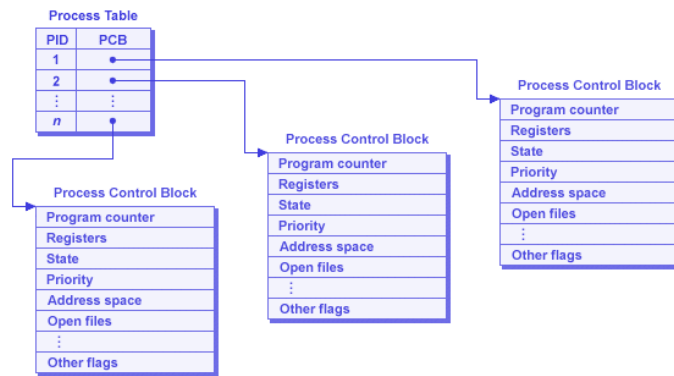 Process Table
PID PCB
1
2
⋮ ⋮
n
Process Control Block
Program counter
Registers
State
Priority
Address space
Open files
⋮
Other flags
Process Control Block
Program counter
Registers
State
Priority
Address space
Open files
⋮
Other flags
Process Control Block
Program counter
Registers
State
Priority
Address space
Open files
⋮
Other flags